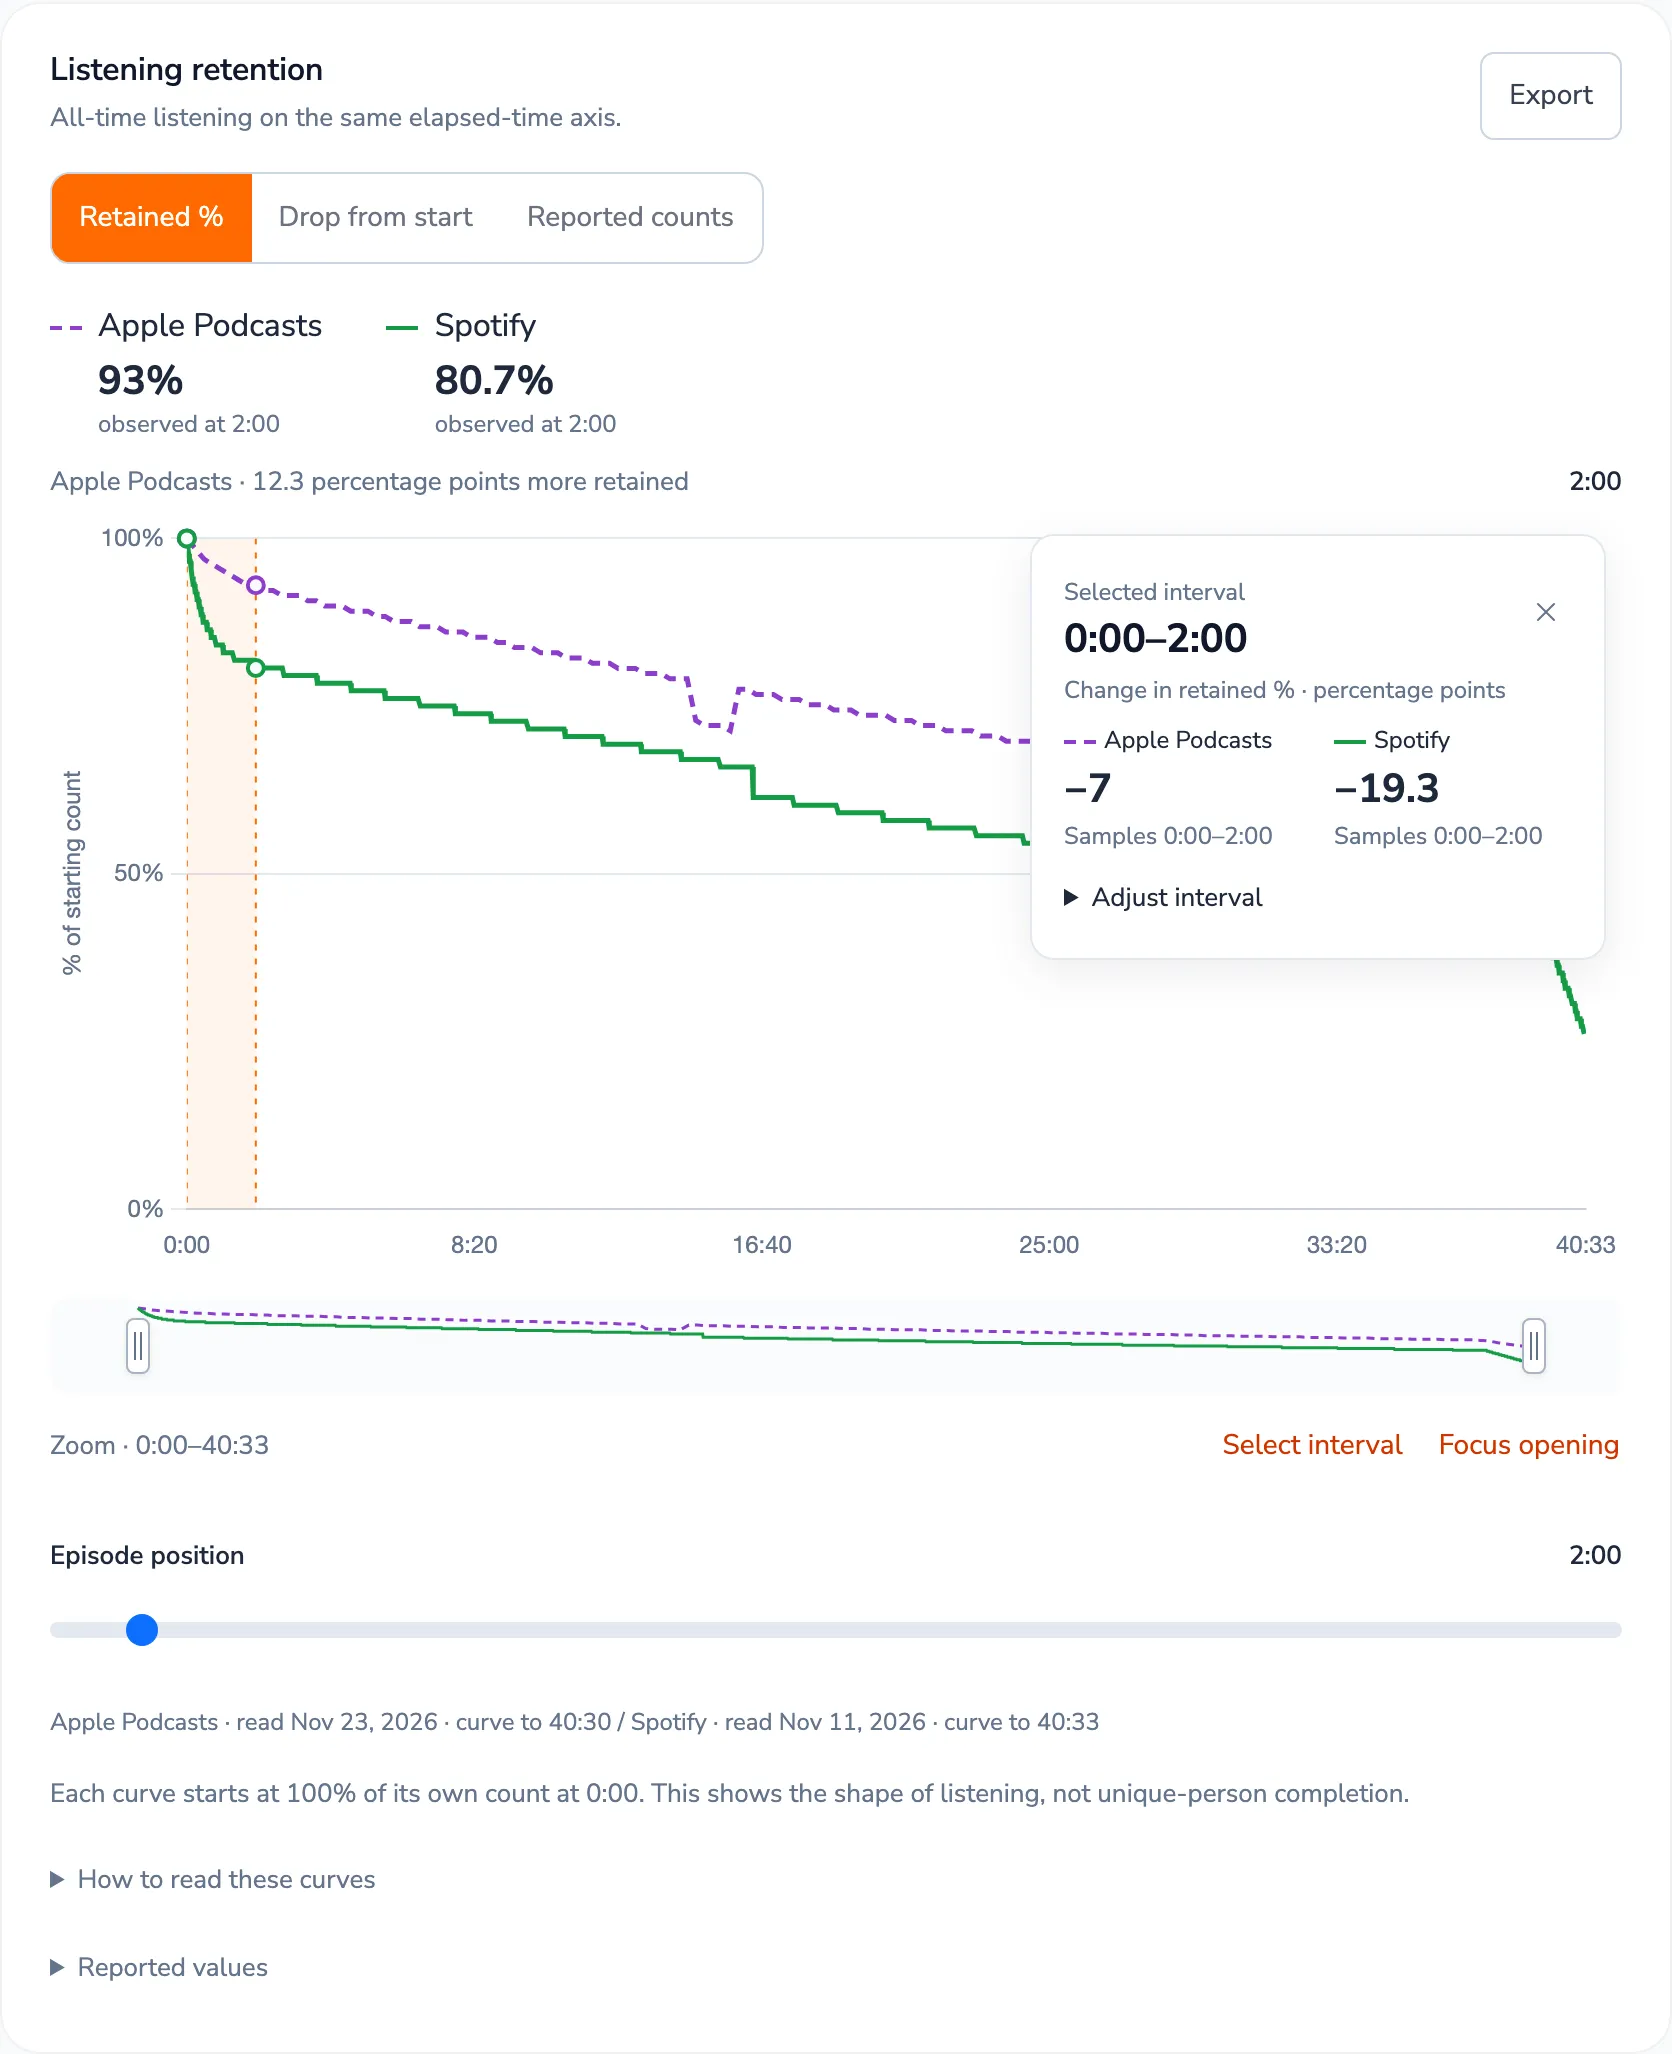 Listening retention
All-time listening on the same elapsed-time axis.
Export
Retained %
Drop from start
Reported counts
Apple Podcasts
93%
observed at 2:00
Spotify
80.7%
observed at 2:00
Apple Podcasts · 12.3 percentage points more retained
2:00
% of starting count
100%
50%
0%
Selected interval
0:00–2:00
Change in retained % · percentage points
Apple Podcasts
−7
Samples 0:00–2:00
Spotify
−19.3
Samples 0:00–2:00
Adjust interval
0:00
8:20
16:40
25:00
33:20
40:33
Zoom · 0:00–40:33
Select interval
Focus opening
Episode position
2:00
Apple Podcasts · read Nov 23, 2026 · curve to 40:30 / Spotify · read Nov 11, 2026 · curve to 40:33
Each curve starts at 100% of its own count at 0:00. This shows the shape of listening, not unique-person completion.
How to read these curves
Reported values